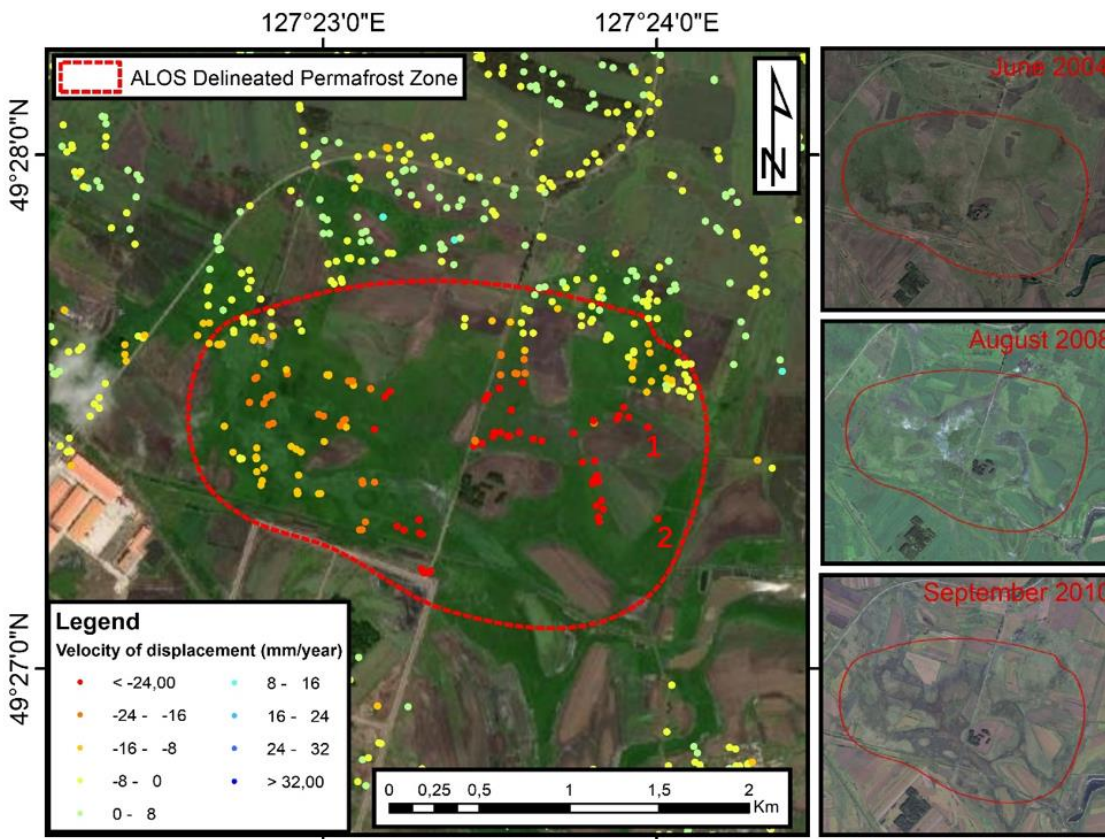 127°23'0"E
127°24'0"E
ALOS Delineated Permafrost Zone
N
49°28'0"N
June 2004
August 2008
1
2
September 2010
49°27'0"N
Legend
Velocity of displacement (mm/year)
< -24,00
-24 - -16
-16 - -8
-8 - 0
0 - 8
8 - 16
16 - 24
24 - 32
> 32,00
0 0,25 0,5 1 1,5 2
Km